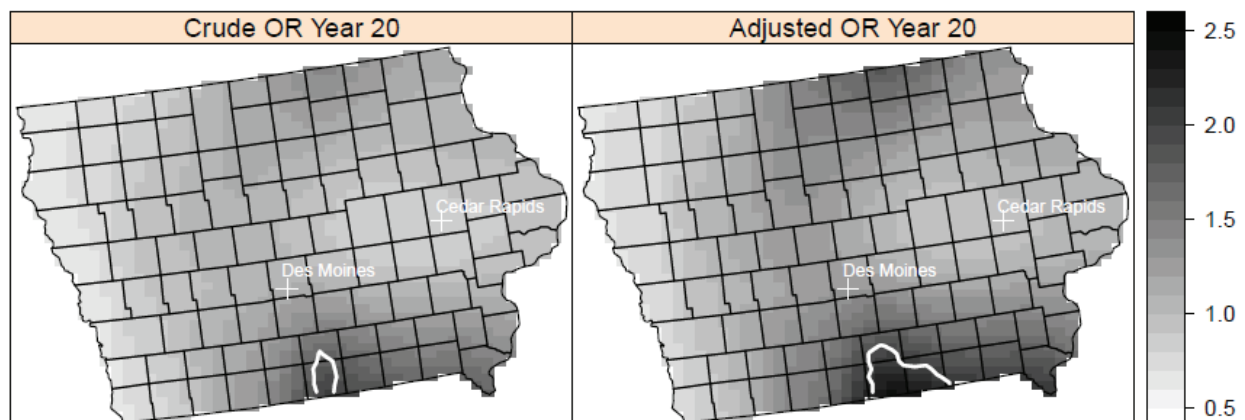 Crude OR Year 20
Adjusted OR Year 20
2.5
2.0
1.5
1.0
0.5
Cedar Rapids
Des Moines
Cedar Rapids
Des Moines